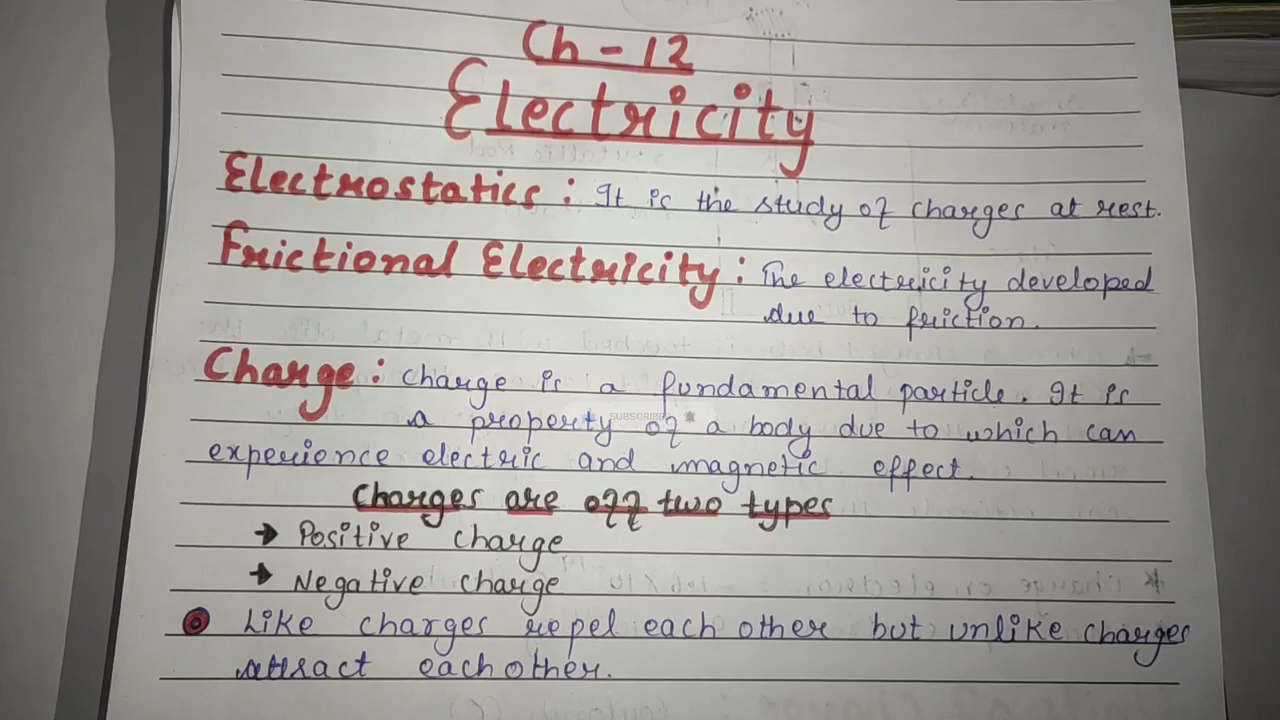 Ch - 12
Electricity
Electrostatics : It is the study of charges at rest.
Frictional Electricity : The electricity developed
due to friction.
Charge : charge is a fundamental particle. It is
a property of a body due to which can
SUBSCRIBE
experience electric and magnetic effect.
Charges are off two types
→ Positive charge
→ Negative charge
Like charges repel each other but unlike charges
attract eachother.